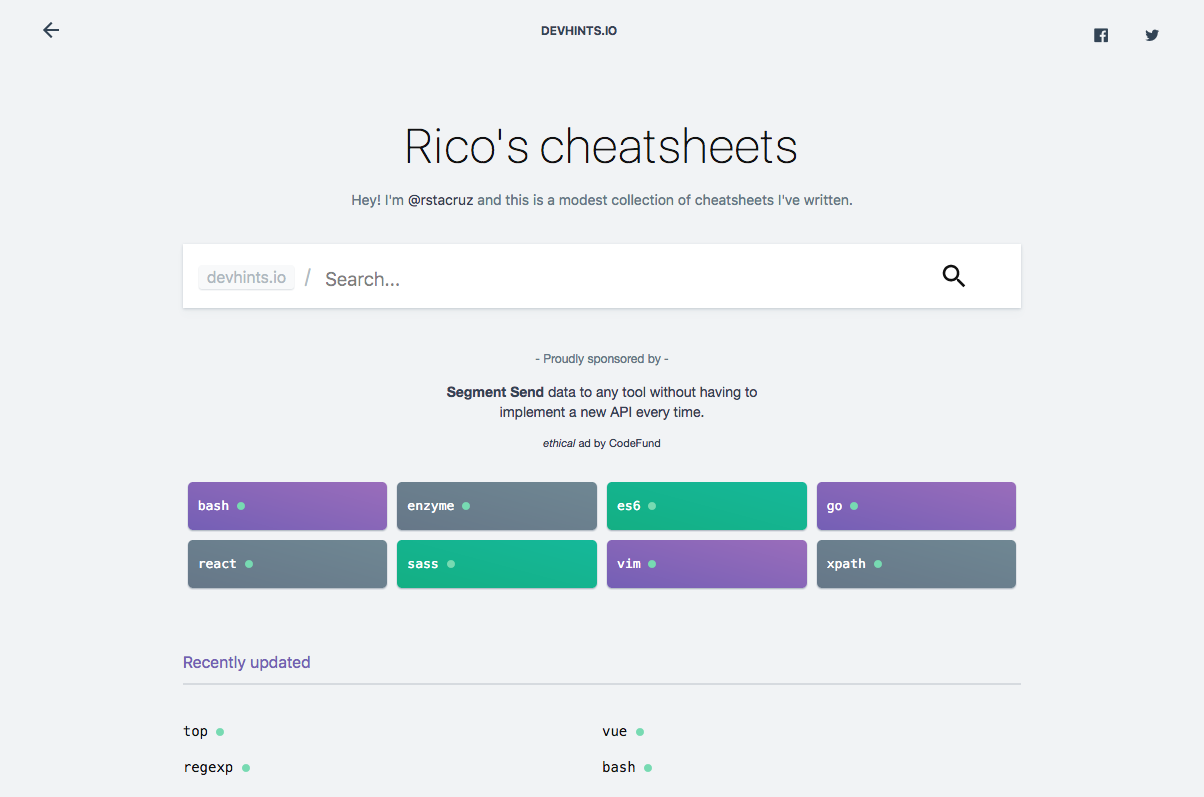 DEVHINTS.IO
Rico's cheatsheets
Hey! I'm @rstacruz and this is a modest collection of cheatsheets I've written.
devhints.io / Search...
- Proudly sponsored by -
Segment Send data to any tool without having to
implement a new API every time.
ethical ad by CodeFund
bash enzyme es6 go
react sass vim xpath
Recently updated
top vue
regexp bash